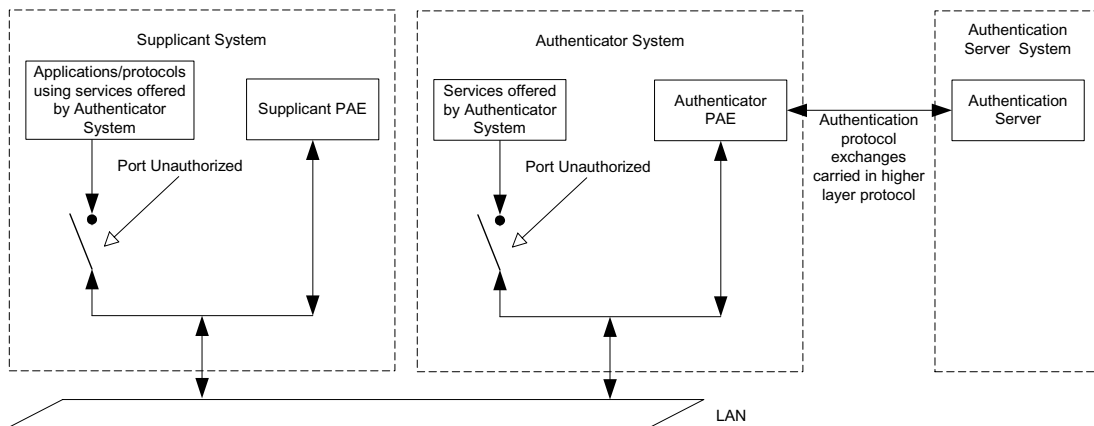 Supplicant System
Applications/protocols
using services offered
by Authenticator
System
Supplicant PAE
Port Unauthorized
Authenticator System
Services offered
by Authenticator
System
Authenticator
PAE
Port Unauthorized
Authentication
protocol
exchanges
carried in higher
layer protocol
Authentication
Server System
Authentication
Server
LAN